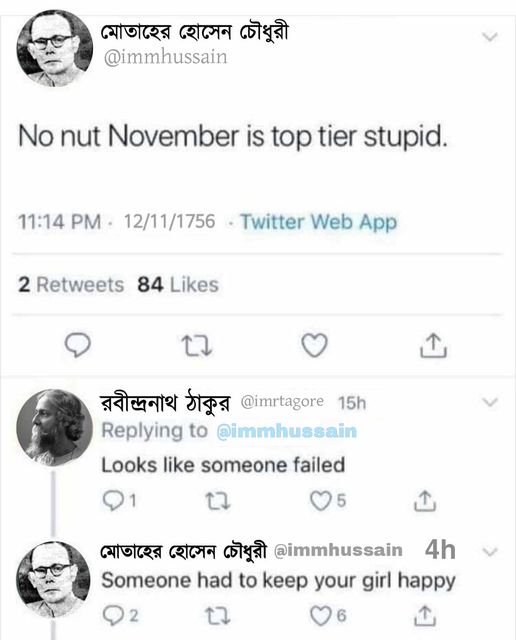 মোতাহের হোসেন চৌধুরী
@immhussain
No nut November is top tier stupid.
11:14 PM · 12/11/1756 · Twitter Web App
2 Retweets 84 Likes
রবীন্দ্রনাথ ঠাকুর @imrtagore 15h
Replying to @immhussain
Looks like someone failed
1 5
মোতাহের হোসেন চৌধুরী @immhussain 4h
Someone had to keep your girl happy
2 6